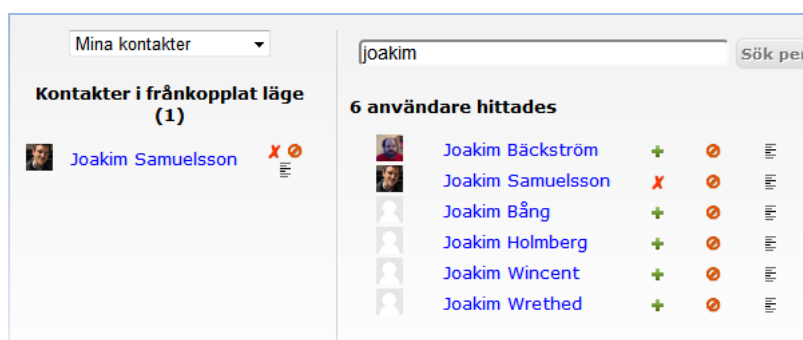 Mina kontakter
Kontakter i frånkopplat läge
(1)
Joakim Samuelsson
joakim
Sök per
6 användare hittades
Joakim Bäckström
Joakim Samuelsson
Joakim Bång
Joakim Holmberg
Joakim Wincent
Joakim Wrethed